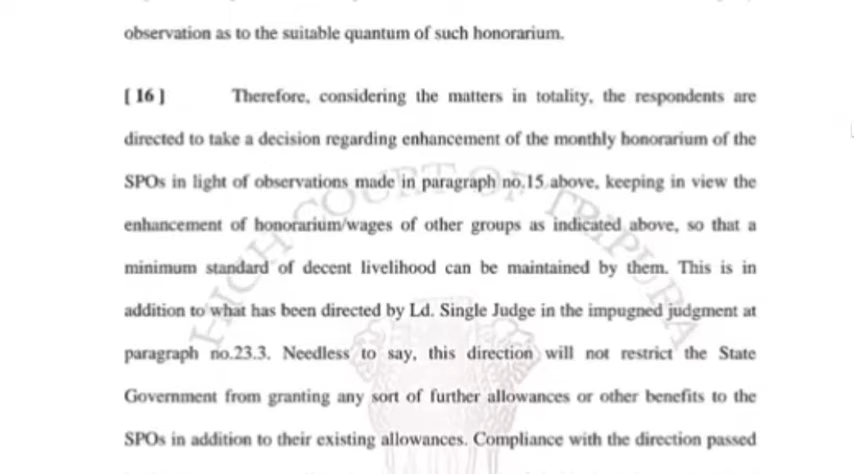 observation as to the suitable quantum of such honorarium.
[ 16 ] Therefore, considering the matters in totality, the respondents are
directed to take a decision regarding enhancement of the monthly honorarium of the
SPOs in light of observations made in paragraph no.15 above, keeping in view the
enhancement of honorarium/wages of other groups as indicated above, so that a
minimum standard of decent livelihood can be maintained by them. This is in
addition to what has been directed by Ld. Single Judge in the impugned judgment at
paragraph no.23.3. Needless to say, this direction will not restrict the State
Government from granting any sort of further allowances or other benefits to the
SPOs in addition to their existing allowances. Compliance with the direction passed
HIGH COURT OF TRIPURA